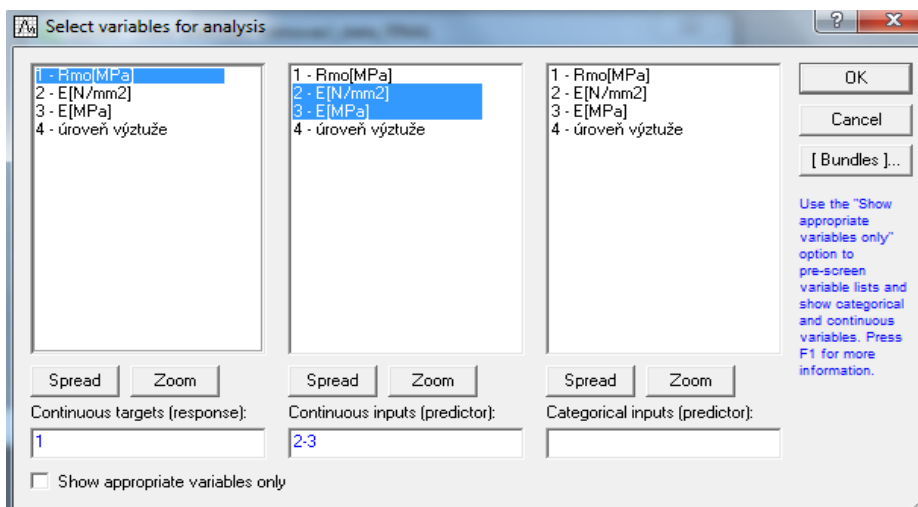 Select variables for analysis
?
X
1 - Rmo[MPa]
2 - E[N/mm2]
3 - E[MPa]
4 - úroveň výztuže
1 - Rmo[MPa]
2 - E[N/mm2]
3 - E[MPa]
4 - úroveň výztuže
1 - Rmo[MPa]
2 - E[N/mm2]
3 - E[MPa]
4 - úroveň výztuže
Spread
Zoom
Spread
Zoom
Spread
Zoom
Continuous targets (response):
Continuous inputs (predictor):
Categorical inputs (predictor):
1
2-3
Show appropriate variables only
OK
Cancel
[ Bundles ]...
Use the "Show
appropriate
variables only"
option to
pre-screen
variable lists and
show categorical
and continuous
variables. Press
F1 for more
information.